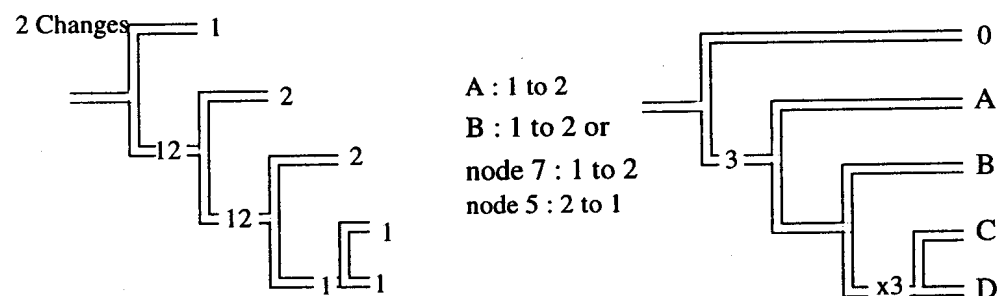 2 Changes
1
2
12
2
12
1
1
1
A : 1 to 2
B : 1 to 2 or
node 7 : 1 to 2
node 5 : 2 to 1
0
A
3
B
C
x3
D